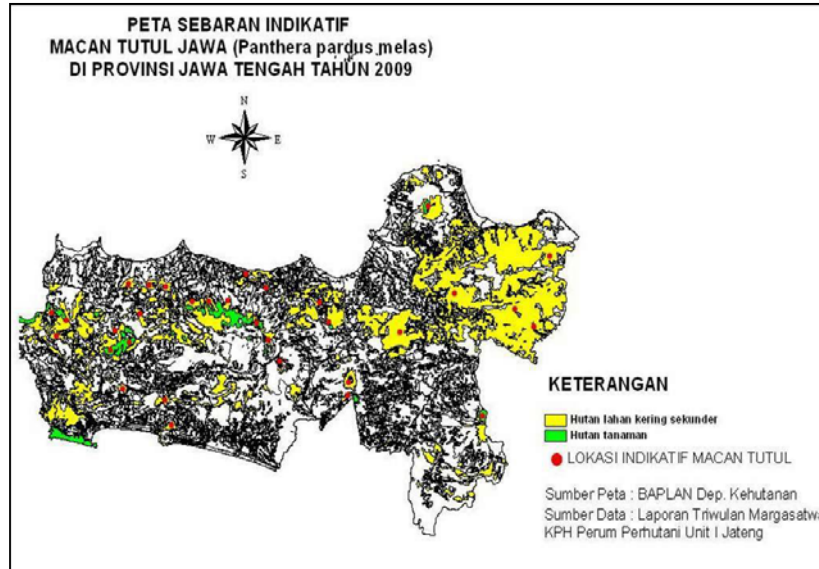 PETA SEBARAN INDIKATIF
MACAN TUTUL JAWA (Panthera pardus melas)
DI PROVINSI JAWA TENGAH TAHUN 2009
N
W E
S
KETERANGAN
Hutan lahan kering sekunder
Hutan tanaman
LOKASI INDIKATIF MACAN TUTUL
Sumber Peta : BAPLAN Dep. Kehutanan
Sumber Data : Laporan Triwulan Margasatwa
KPH Perum Perhutani Unit I Jateng